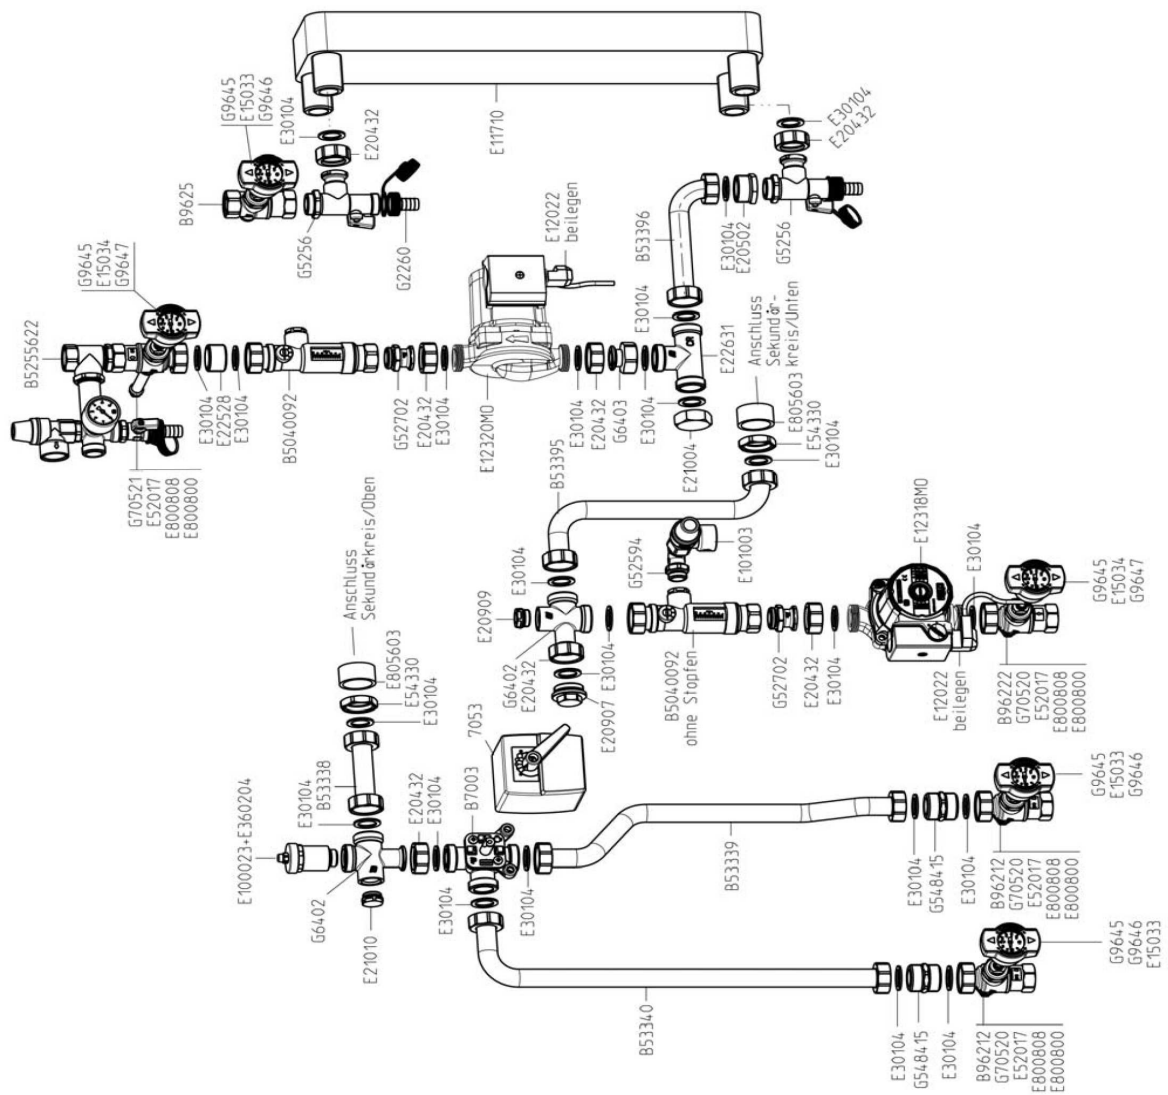 G9645
E15033
G9646
E30104
E20432
E11710
E30104
E20432
B9625
G5256
G2260
E12022
beilegen
B53396
E30104
E20502
G5256
G9645
E15034
G9647
B5255622
E30104
E22528
E30104
B5040092
G52702
E20432
E30104
E12320MO
E30104
E20432
G6403
E30104
E30104
E22631
E21004
Anschluss
Sekundär-
kreis/Unten
E805603
E54330
E30104
G70521
E52017
E800808
E800800
B53395
Anschluss
Sekundärkreis/Oben
E805603
E54330
E30104
E30104
E20909
G6402
E20432
E30104
E20907
G52594
E101003
B5040092
ohne Stopfen
G52702
E20432
E30104
E12318MO
E30104
G9645
E15034
G9647
E12022
beilegen
B96222
G70520
E52017
E800808
E800800
7053
E100023+E360204
E30104
B53338
E20432
E30104
B7003
G6402
E21010
E30104
E30104
B53339
E30104
G548415
E30104
G9645
E15033
G9646
B96212
G70520
E52017
E800808
E800800
B53340
E30104
G548415
E30104
G9645
G9646
E15033
B96212
G70520
E52017
E800808
E800800